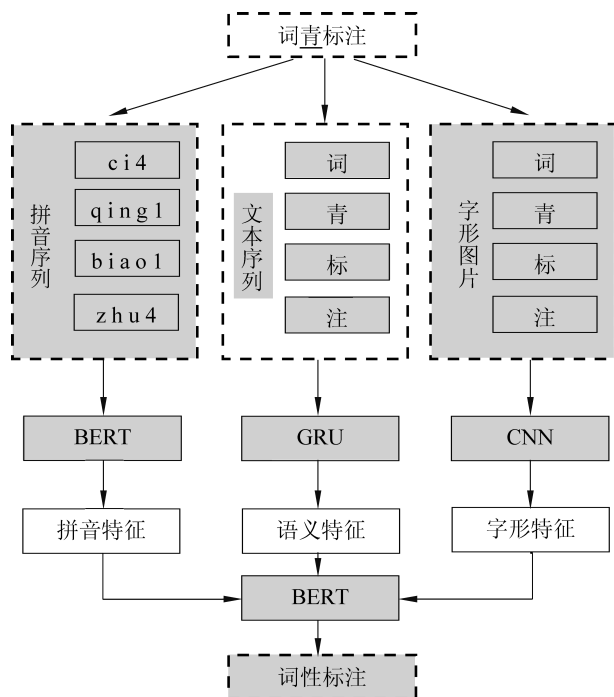 词青标注
拼音序列
ci4
qing1
biao1
zhu4
文本序列
词
青
标
注
字形图片
词
青
标
注
BERT
GRU
CNN
拼音特征
语义特征
字形特征
BERT
词性标注